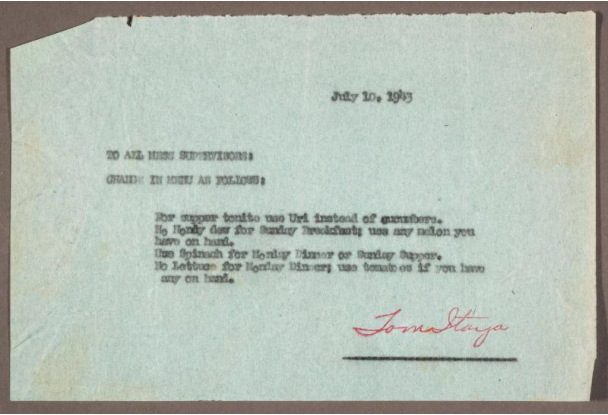 July 10, 1943
TO ALL MESS SUPERVISORS:
CHANGE IN MENU AS FOLLOWS:
For supper tonite use Uri instead of cucumbers.
No Honey dew for Sunday Breakfast; use any melon you
have on hand.
Use Spinach for Monday Dinner or Sunday Supper.
No Lettuce for Monday Dinner; use tomatoes if you have
any on hand.
Tom